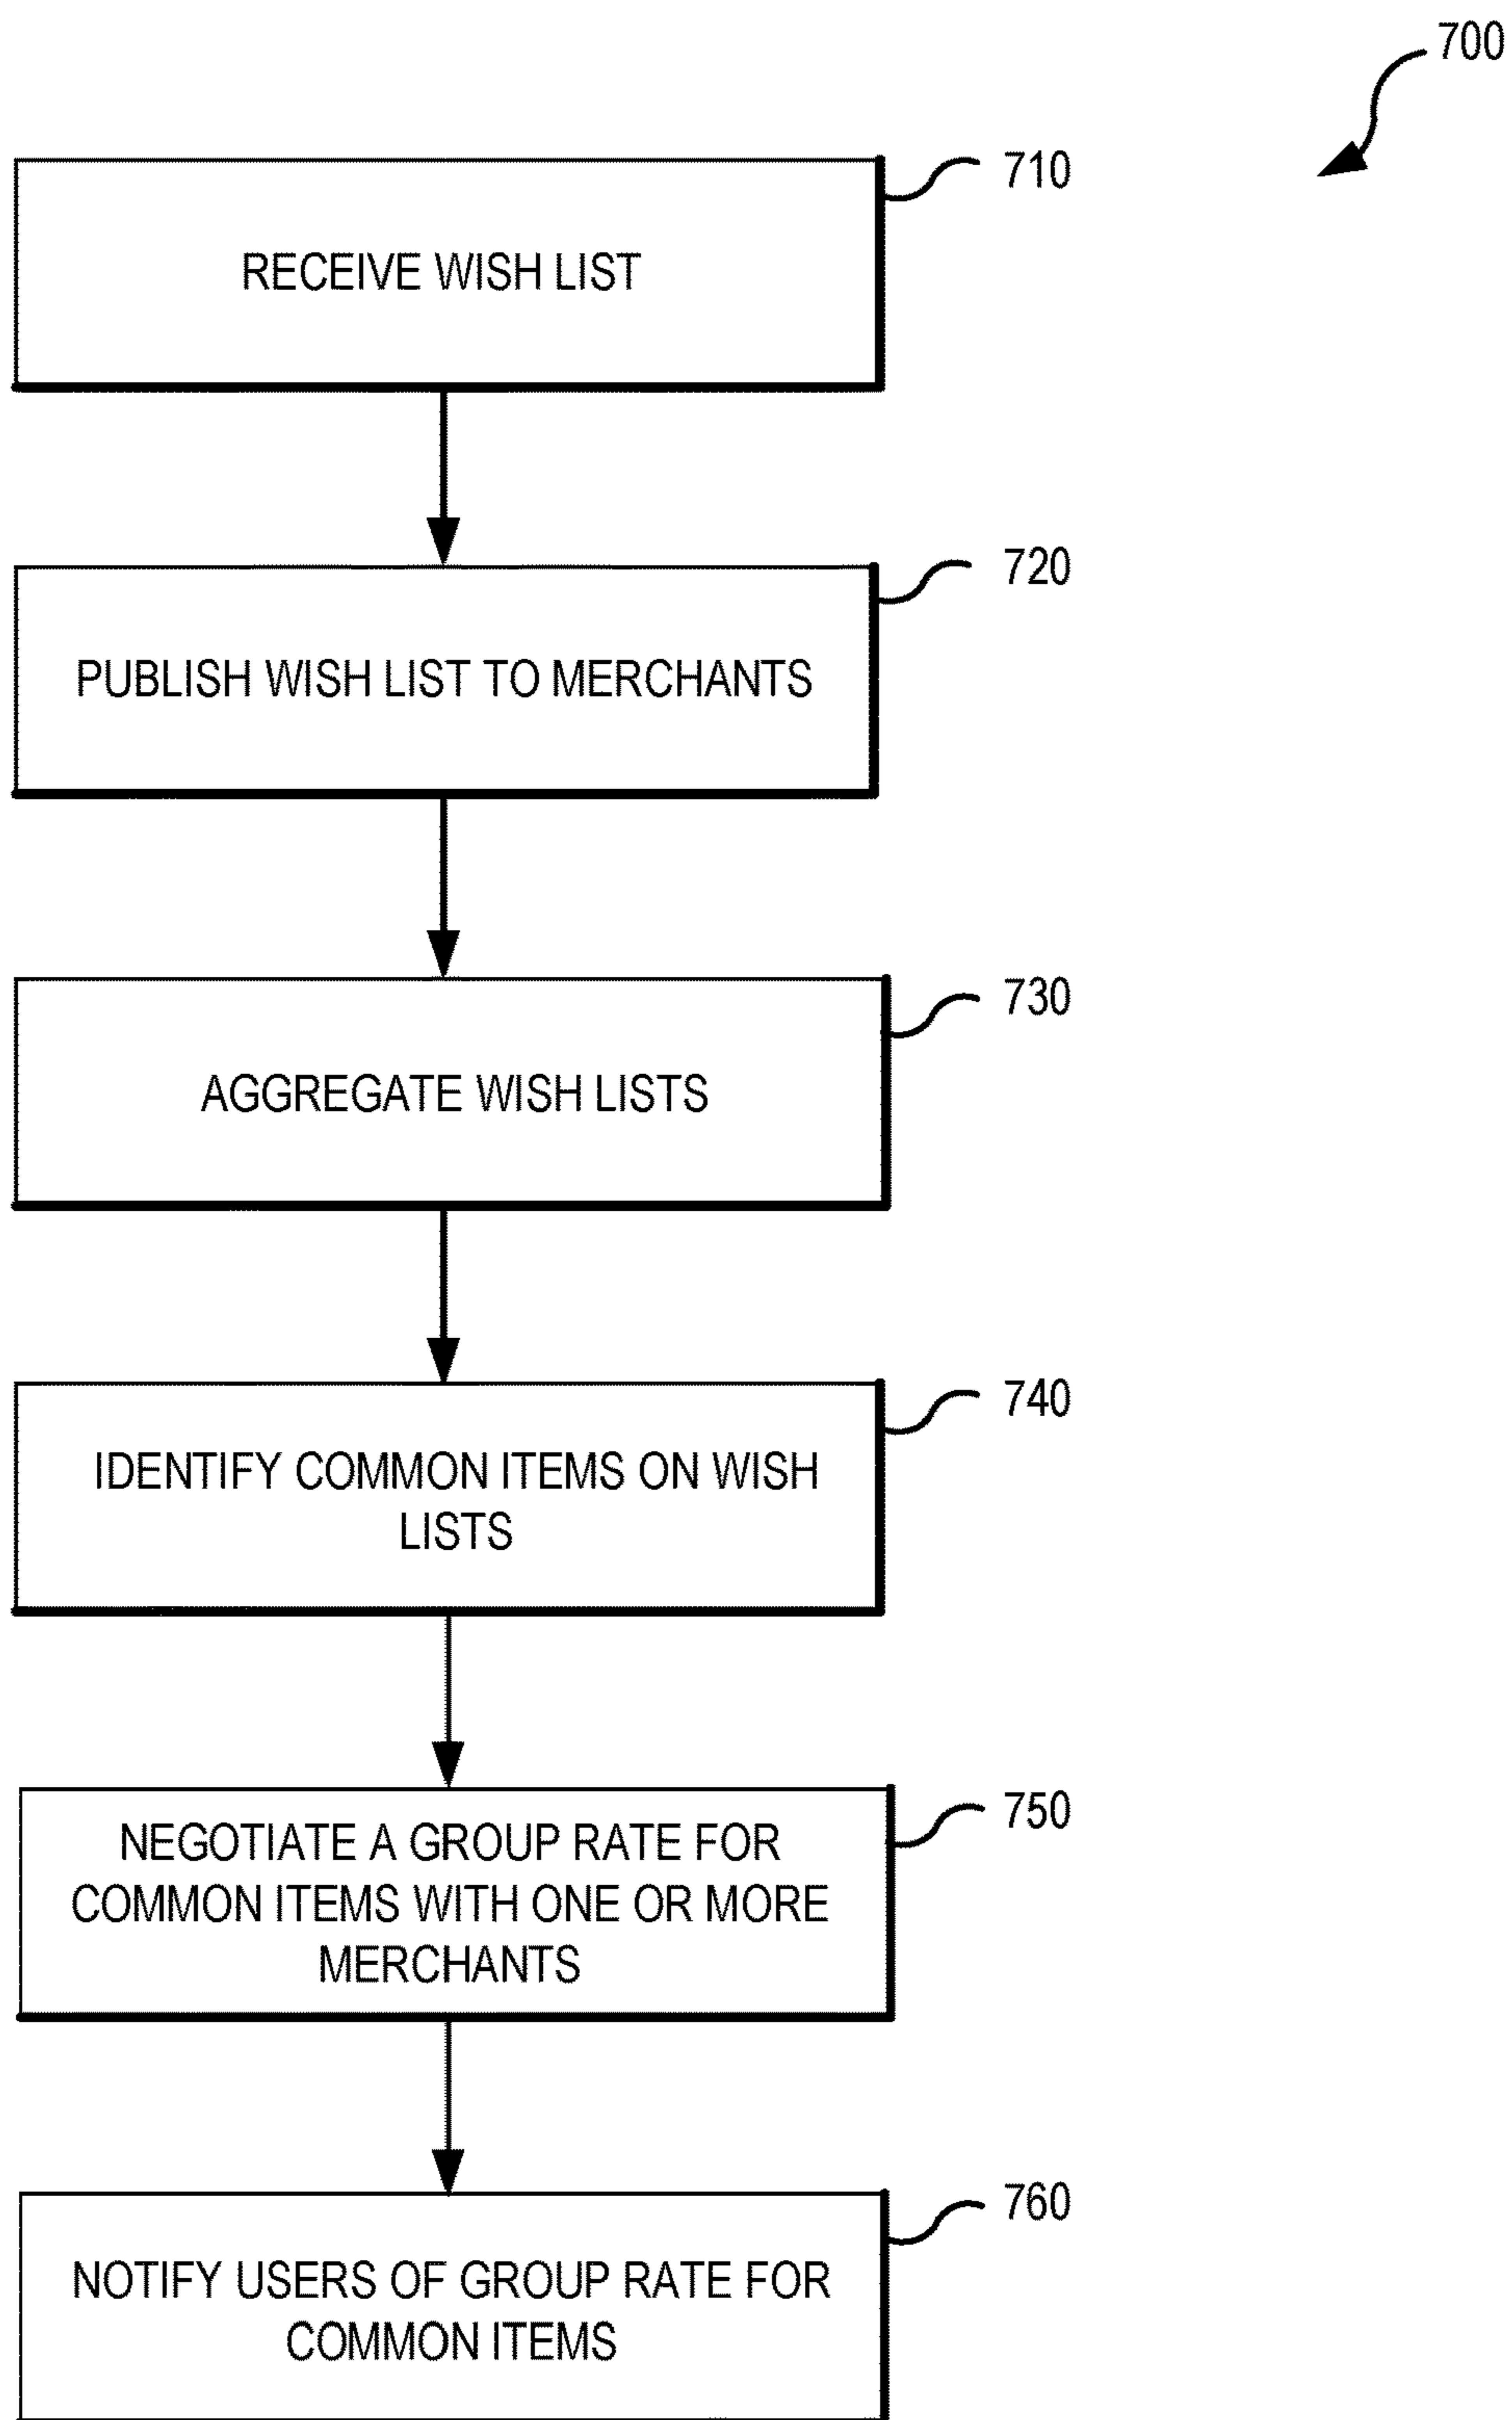 700
710
RECEIVE WISH LIST
720
PUBLISH WISH LIST TO MERCHANTS
730
AGGREGATE WISH LISTS
740
IDENTIFY COMMON ITEMS ON WISH
LISTS
750
NEGOTIATE A GROUP RATE FOR
COMMON ITEMS WITH ONE OR MORE
MERCHANTS
760
NOTIFY USERS OF GROUP RATE FOR
COMMON ITEMS